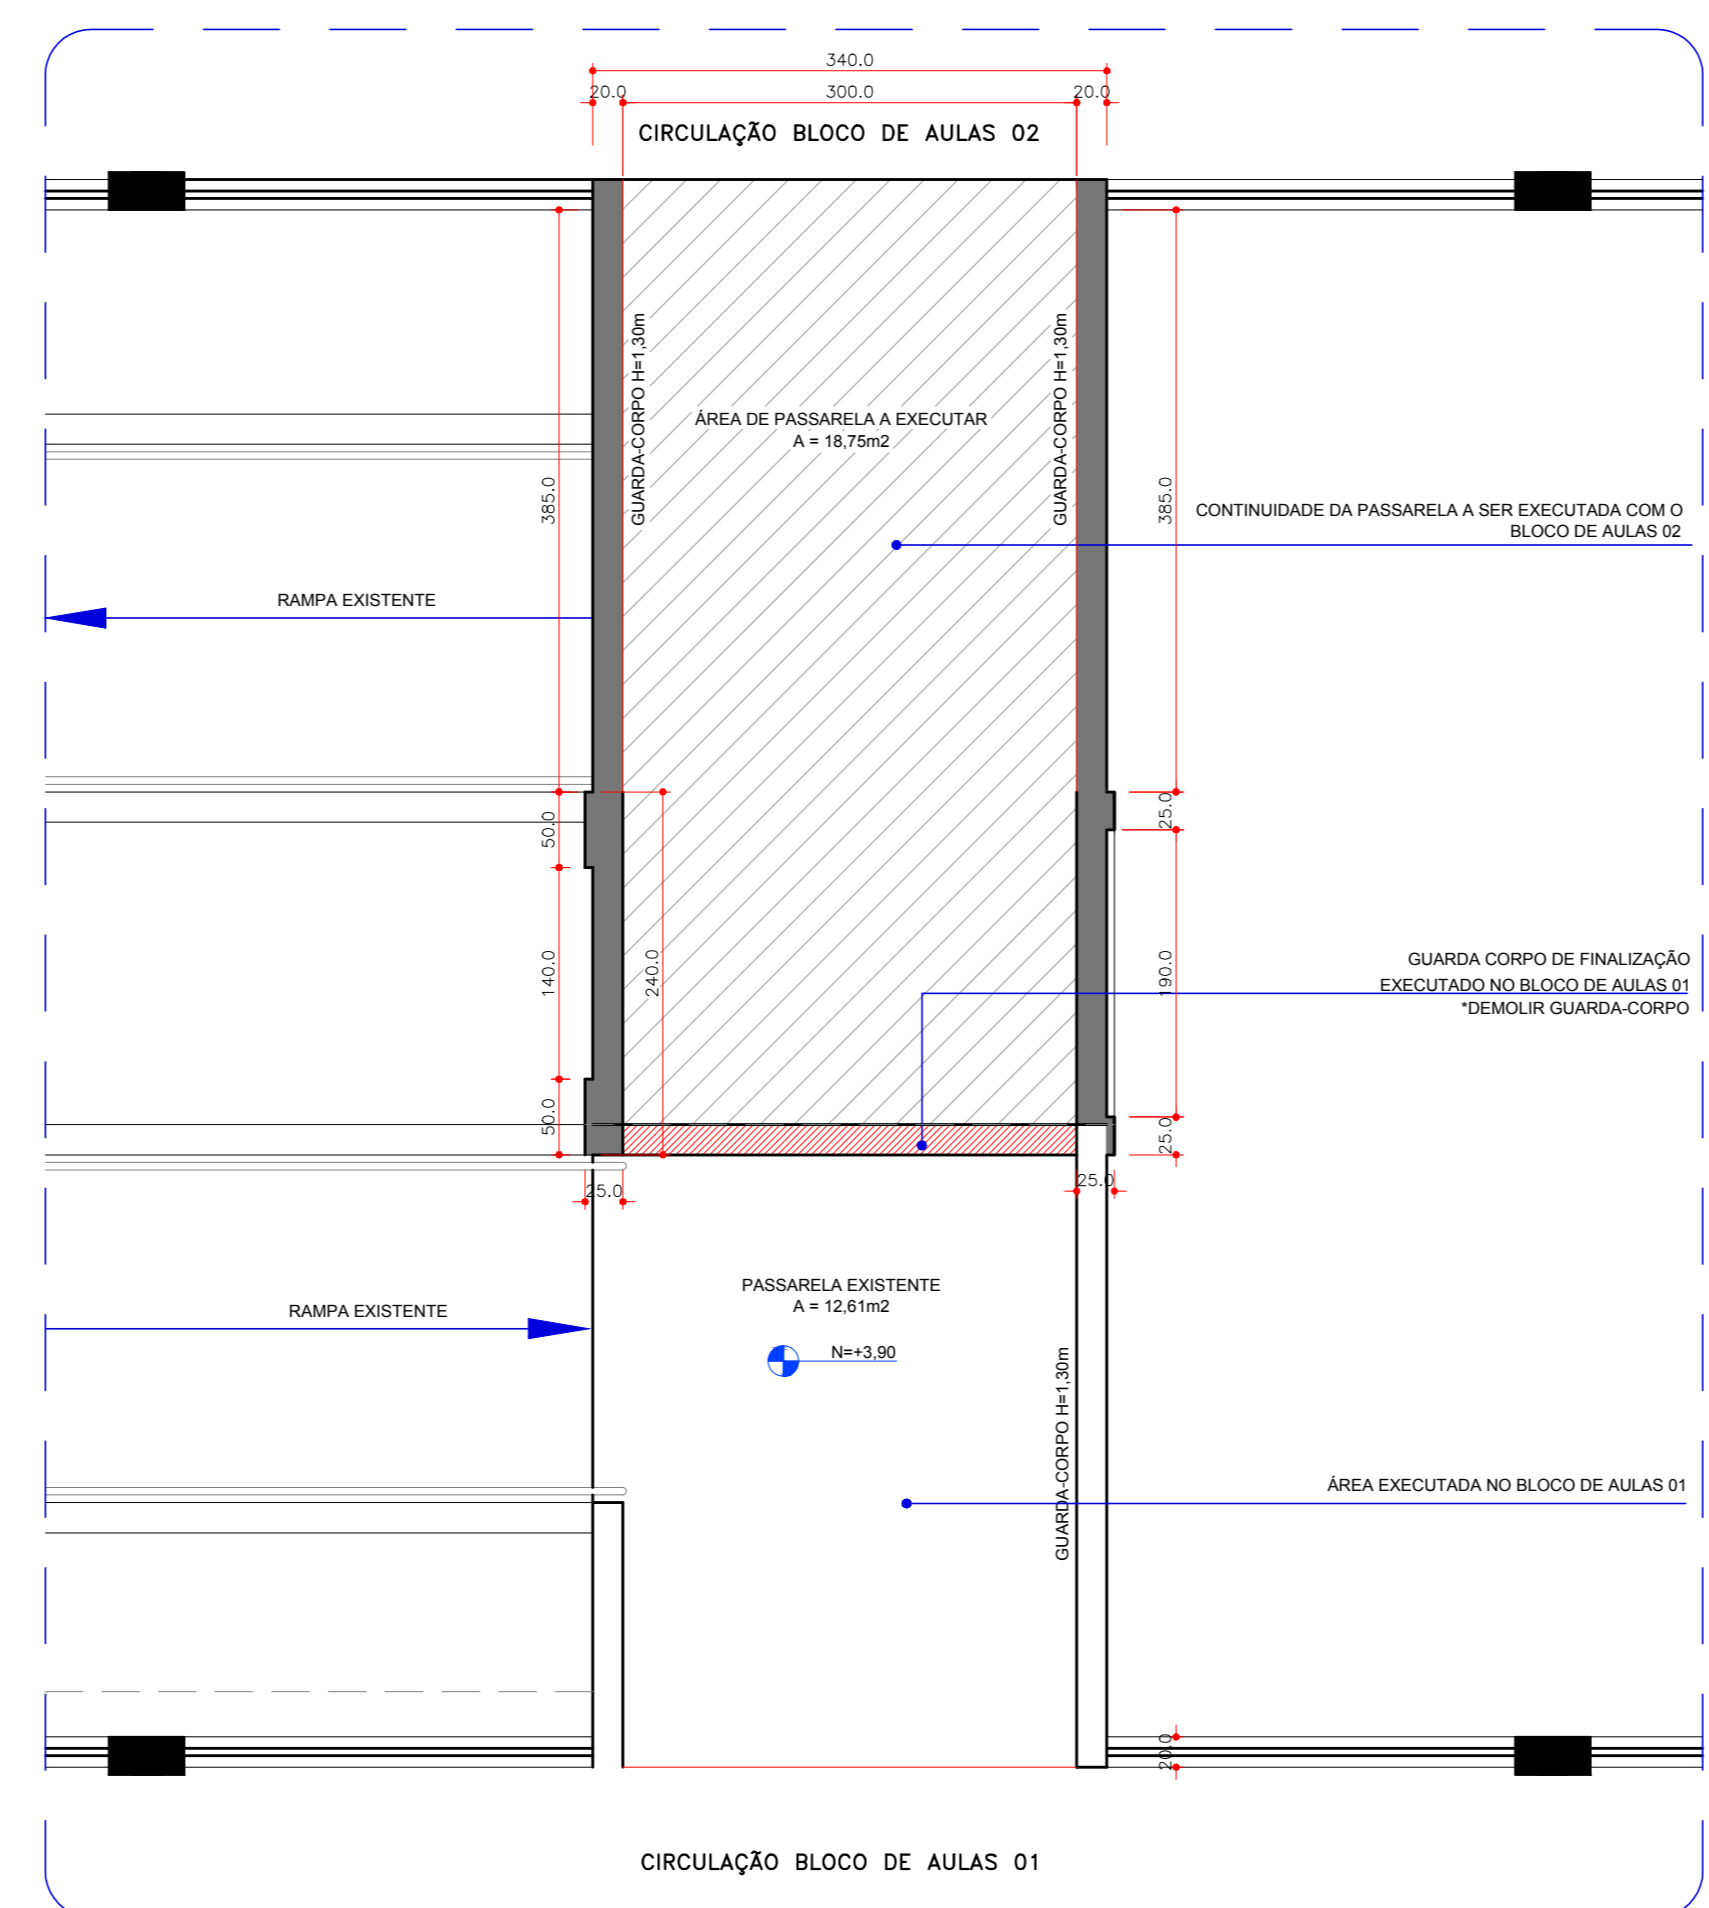 340.0
20.0
300.0
20.0
CIRCULAÇÃO BLOCO DE AULAS 02
GUARDA-CORPO H=1,30m
GUARDA-CORPO H=1,30m
ÁREA DE PASSARELA A EXECUTAR
A = 18,75m2
385.0
385.0
CONTINUIDADE DA PASSARELA A SER EXECUTADA COM O
BLOCO DE AULAS 02
RAMPA EXISTENTE
50.0
25.0
140.0
240.0
190.0
GUARDA CORPO DE FINALIZAÇÃO
EXECUTADO NO BLOCO DE AULAS 01
*DEMOLIR GUARDA-CORPO
50.0
25.0
25.0
25.0
PASSARELA EXISTENTE
A = 12,61m2
RAMPA EXISTENTE
N=+3,90
GUARDA-CORPO H=1,30m
ÁREA EXECUTADA NO BLOCO DE AULAS 01
20.0
CIRCULAÇÃO BLOCO DE AULAS 01